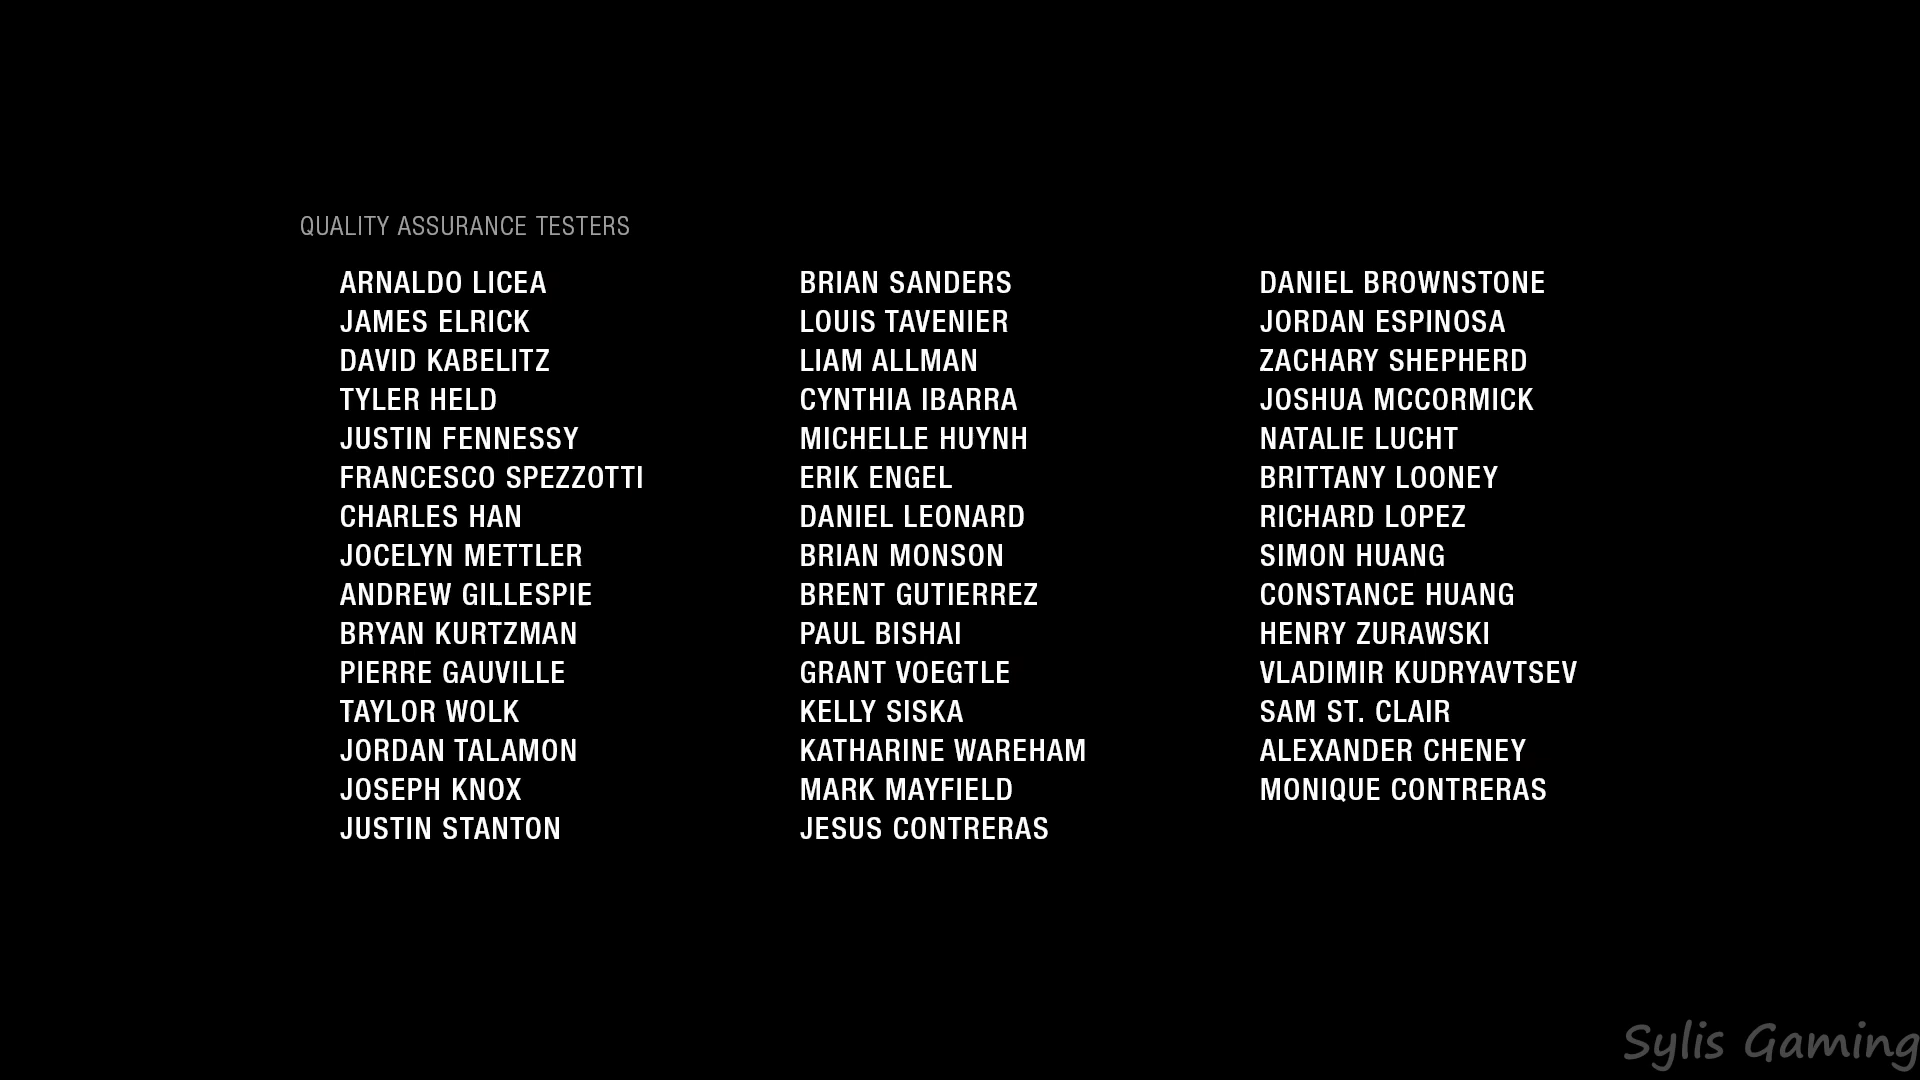 QUALITY ASSURANCE TESTERS
ARNALDO LICEA
JAMES ELRICK
DAVID KABELITZ
TYLER HELD
JUSTIN FENNESSY
FRANCESCO SPEZZOTTI
CHARLES HAN
JOCELYN METTLER
ANDREW GILLESPIE
BRYAN KURTZMAN
PIERRE GAUVILLE
TAYLOR WOLK
JORDAN TALAMON
JOSEPH KNOX
JUSTIN STANTON
BRIAN SANDERS
LOUIS TAVENIER
LIAM ALLMAN
CYNTHIA IBARRA
MICHELLE HUYNH
ERIK ENGEL
DANIEL LEONARD
BRIAN MONSON
BRENT GUTIERREZ
PAUL BISHAI
GRANT VOEGTLE
KELLY SISKA
KATHARINE WAREHAM
MARK MAYFIELD
JESUS CONTRERAS
DANIEL BROWNSTONE
JORDAN ESPINOSA
ZACHARY SHEPHERD
JOSHUA MCCORMICK
NATALIE LUCHT
BRITTANY LOONEY
RICHARD LOPEZ
SIMON HUANG
CONSTANCE HUANG
HENRY ZURAWSKI
VLADIMIR KUDRYAVTSEV
SAM ST. CLAIR
ALEXANDER CHENEY
MONIQUE CONTRERAS
Sylis Gaming